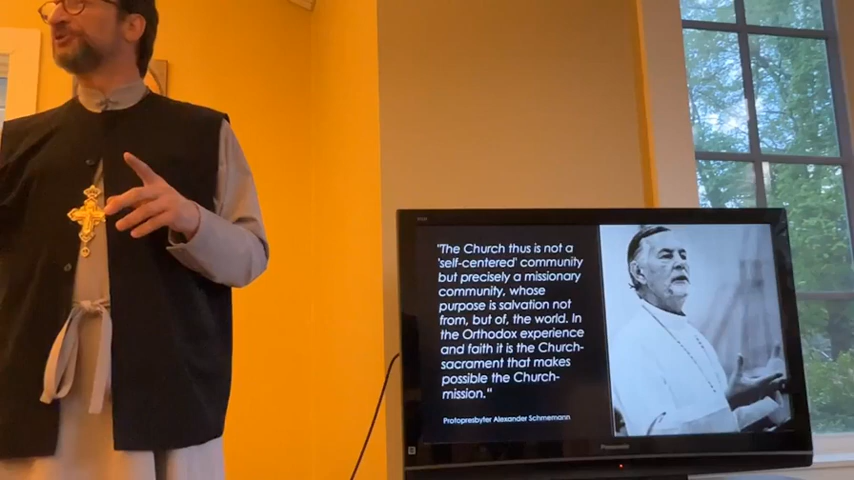 "The Church thus is not a
'self-centered' community
but precisely a missionary
community, whose
purpose is salvation not
from, but of, the world. In
the Orthodox experience
and faith it is the Church-
sacrament that makes
possible the Church-
mission."
Protopresbyter Alexander Schmemann
Panasonic